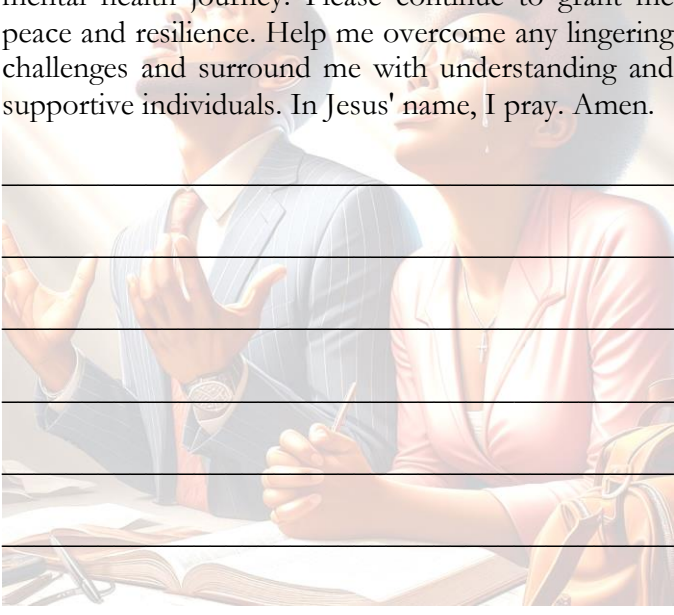 mental health journey. Please continue to grant me
peace and resilience. Help me overcome any lingering
challenges and surround me with understanding and
supportive individuals. In Jesus' name, I pray. Amen.